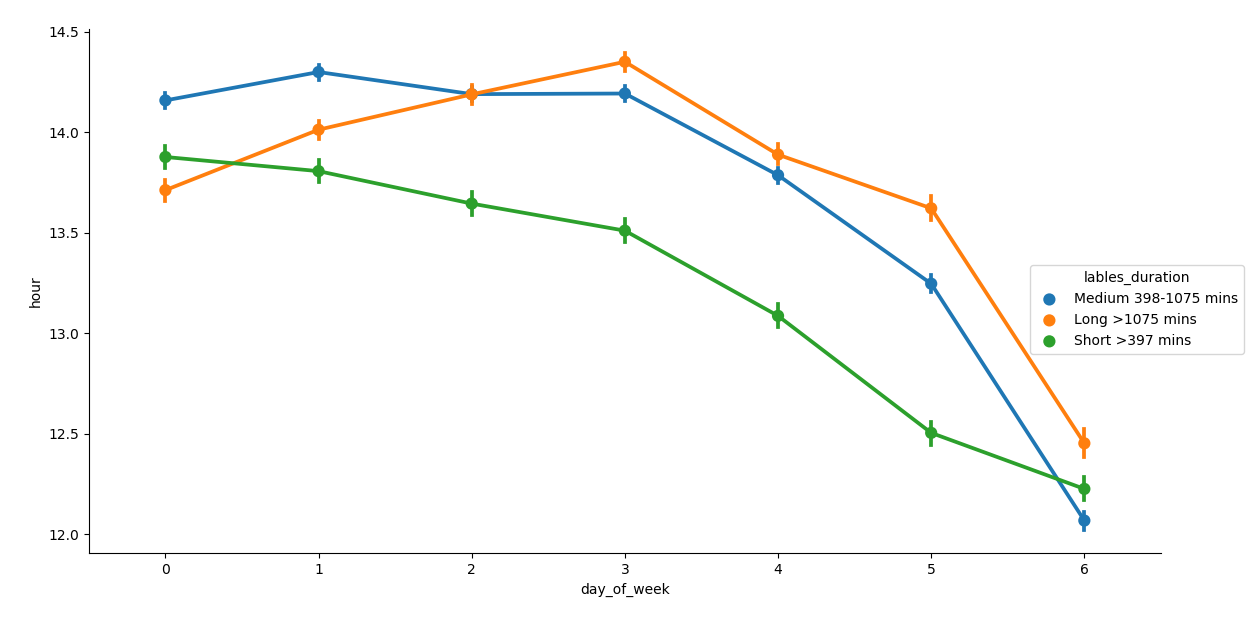 14.5
14.0
13.5
13.0
12.5
12.0
hour
0 1 2 3 4 5 6
day_of_week
lables_duration
Medium 398-1075 mins
Long >1075 mins
Short >397 mins